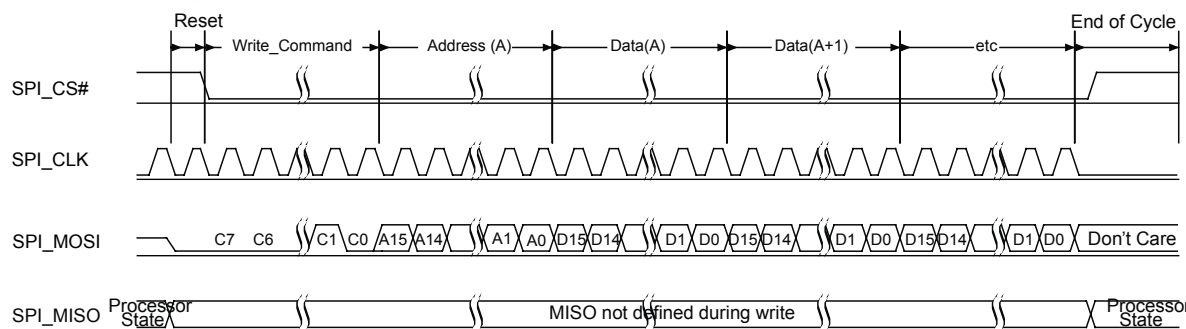 Reset
End of Cycle
Write_Command
Address (A)
Data(A)
Data(A+1)
etc
SPI_CS#
SPI_CLK
SPI_MOSI
C7 C6 C1 C0 A15 A14 A1 A0 D15 D14 D1 D0 D15 D14 D1 D0 D15 D14 D1 D0 Don't Care
SPI_MISO
Processor State
MISO not defined during write
Processor State